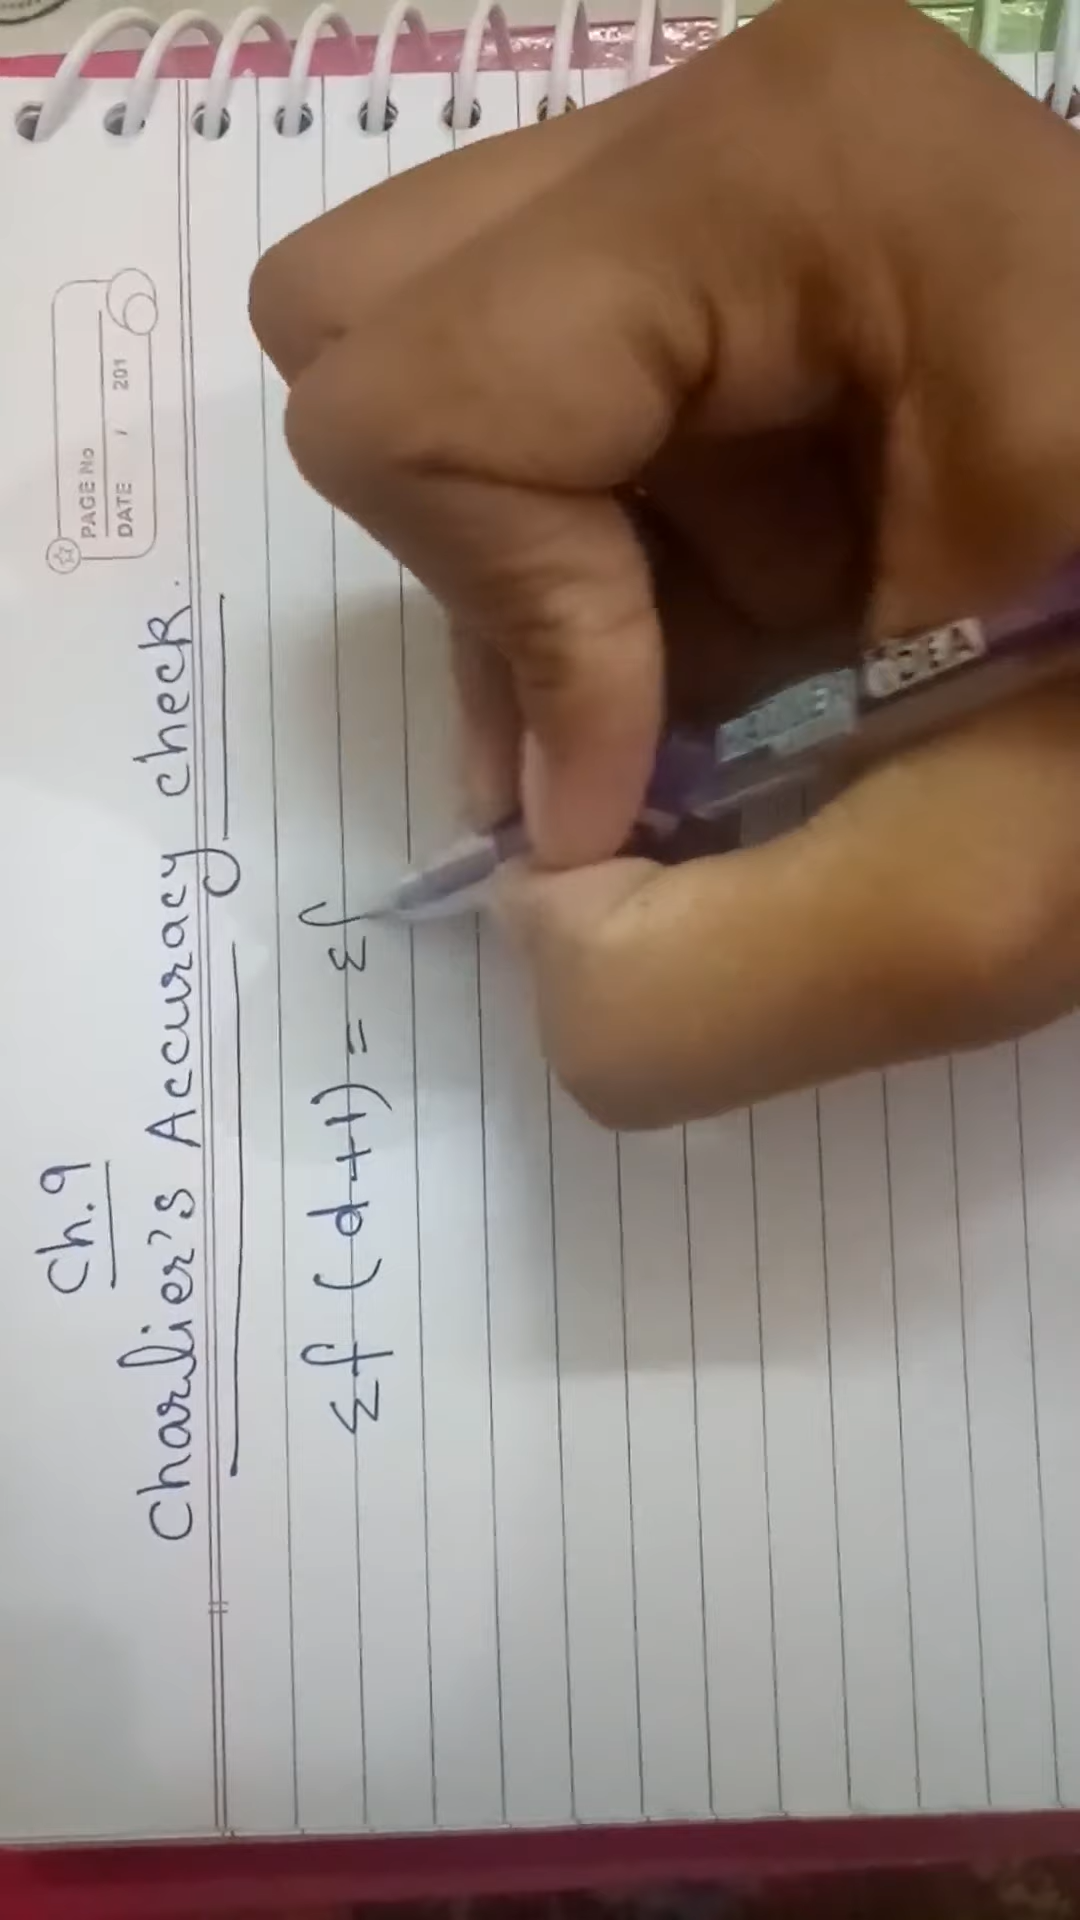 PAGE No
DATE / 201
Ch. 9
Charlier's Accuracy check.
Σf (d+1) = Σf